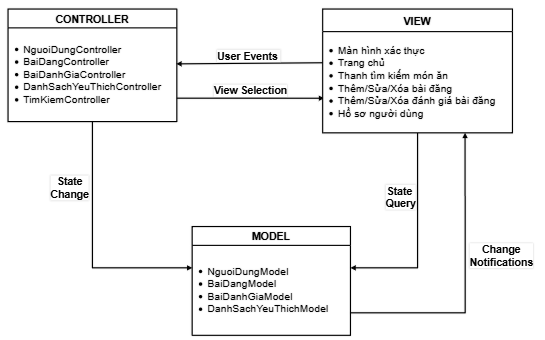 CONTROLLER
NguoiDungController
BaiDangController
BaiDanhGiaController
DanhSachYeuThichController
TimKiemController
User Events
View Selection
VIEW
Màn hình xác thực
Trang chủ
Thanh tìm kiếm món ăn
Thêm/Sửa/Xóa bài đăng
Thêm/Sửa/Xóa đánh giá bài đăng
Hồ sơ người dùng
State
Change
State
Query
Change
Notifications
MODEL
NguoiDungModel
BaiDangModel
BaiDanhGiaModel
DanhSachYeuThichModel